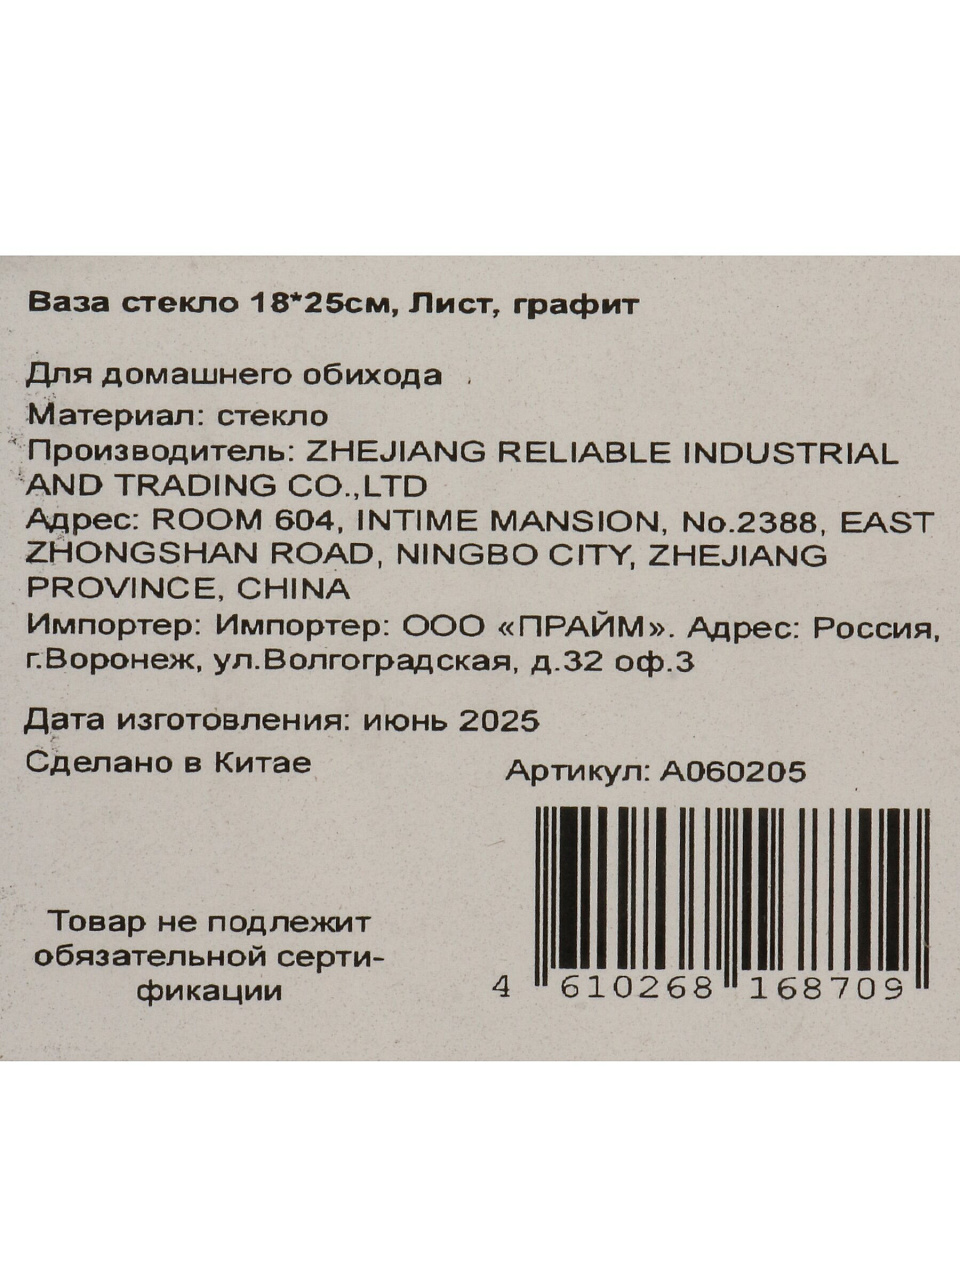 Ваза стекло 18*25см, Лист, графит
Для домашнего обихода
Материал: стекло
Производитель: ZHEJIANG RELIABLE INDUSTRIAL
AND TRADING CO.,LTD
Адрес: ROOM 604, INTIME MANSION, No.2388, EAST
ZHONGSHAN ROAD, NINGBO CITY, ZHEJIANG
PROVINCE, CHINA
Импортер: Импортер: ООО «ПРАЙМ». Адрес: Россия,
г.Воронеж, ул.Волгоградская, д.32 оф.3
Дата изготовления: июнь 2025
Сделано в Китае
Артикул: A060205
Товар не подлежит
обязательной серти-
фикации
4 610268 168709